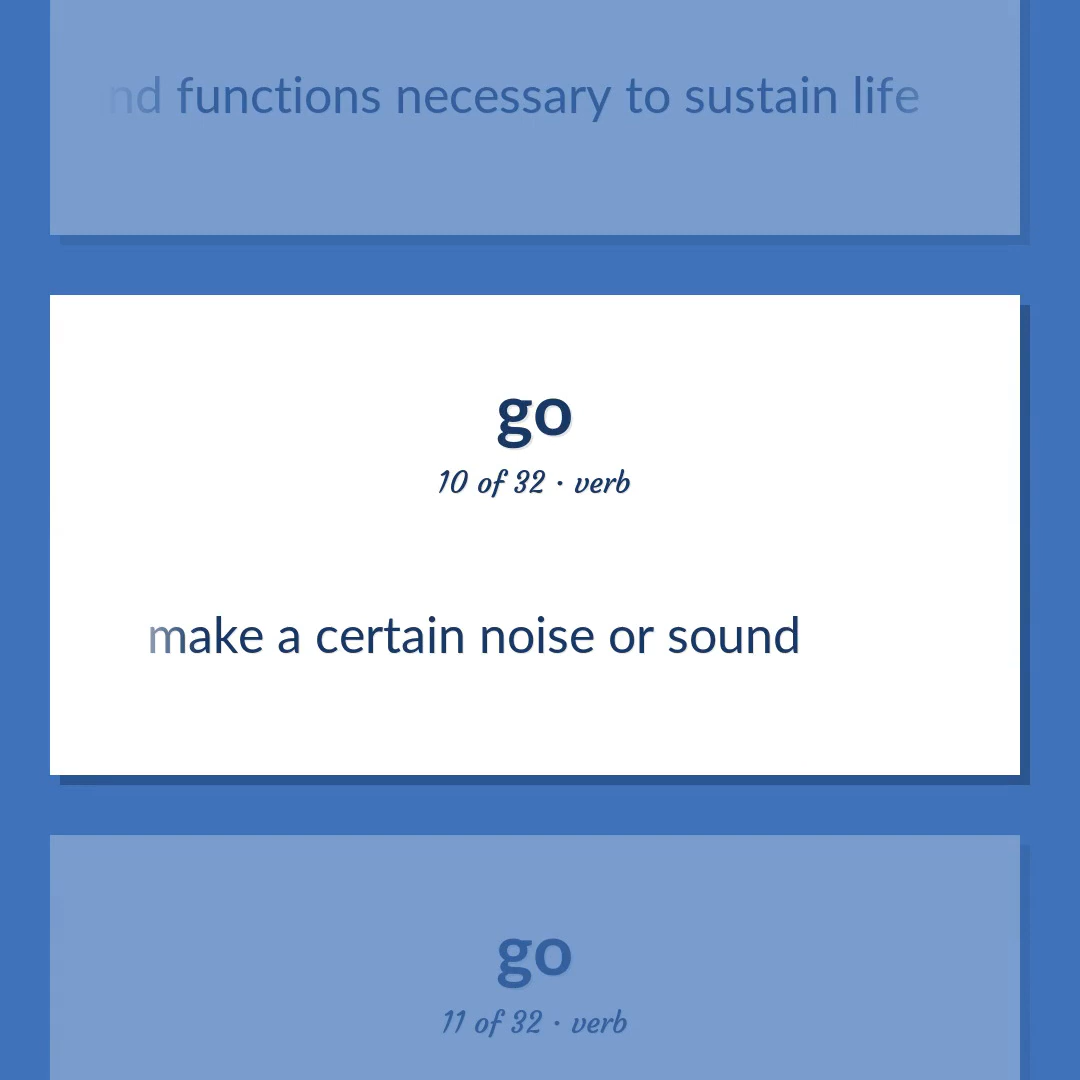 nd functions necessary to sustain life
go
10 of 32 · verb
make a certain noise or sound
go
11 of 32 · verb